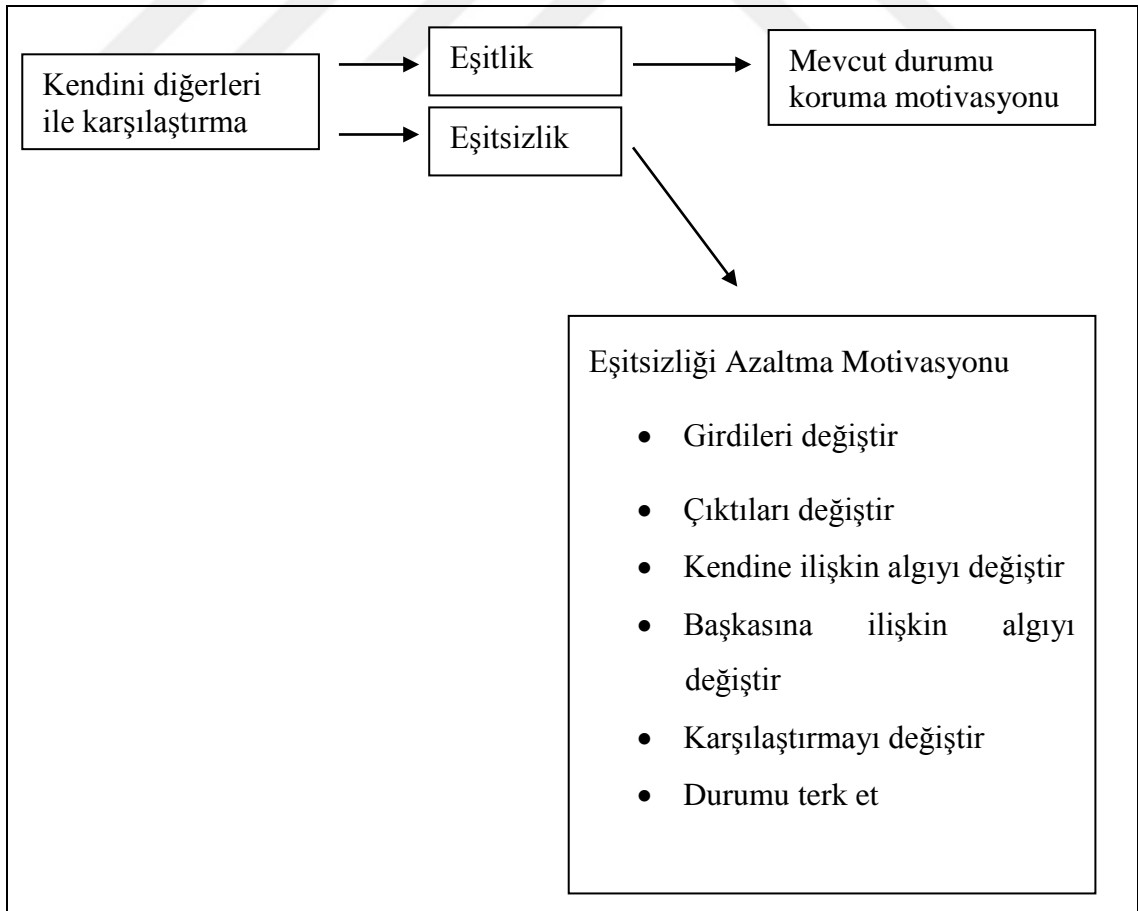 Kendini diğerleri
ile karşılaştırma
Eşitlik
Eşitsizlik
Mevcut durumu
koruma motivasyonu
Eşitsizliği Azaltma Motivasyonu
• Girdileri değiştir
• Çıktıları değiştir
• Kendine ilişkin algıyı değiştir
• Başkasına ilişkin algıyı
değiştir
• Karşılaştırmayı değiştir
• Durumu terk et